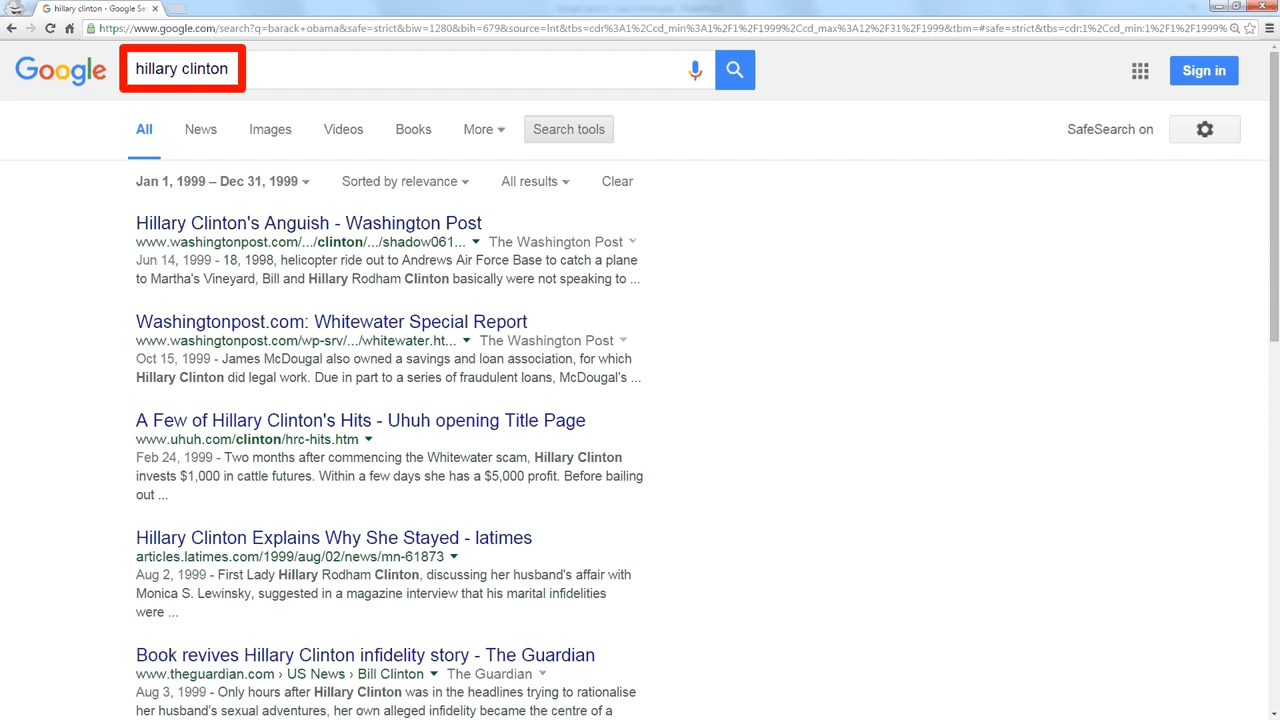 hillary clinton - Google Se
https://www.google.com/search?q=barack+obama&safe=strict&biw=1280&bih=679&source=lnt&tbs=cdr%3A1%2Ccd_min%3A1%2F1%2F1999%2Ccd_max%3A12%2F31%2F1999&tbm=#safe=strict&tbs=cdr:1%2Ccd_min:1%2F1%2F1999%
Google
hillary clinton
Sign in
All News Images Videos Books More Search tools
SafeSearch on
Jan 1, 1999 – Dec 31, 1999 Sorted by relevance All results Clear
Hillary Clinton's Anguish - Washington Post
www.washingtonpost.com/.../clinton/.../shadow061... The Washington Post
Jun 14, 1999 - 18, 1998, helicopter ride out to Andrews Air Force Base to catch a plane
to Martha's Vineyard, Bill and Hillary Rodham Clinton basically were not speaking to ...
Washingtonpost.com: Whitewater Special Report
www.washingtonpost.com/wp-srv/.../whitewater.ht... The Washington Post
Oct 15, 1999 - James McDougal also owned a savings and loan association, for which
Hillary Clinton did legal work. Due in part to a series of fraudulent loans, McDougal's ...
A Few of Hillary Clinton's Hits - Uhuh opening Title Page
www.uhuh.com/clinton/hrc-hits.htm
Feb 24, 1999 - Two months after commencing the Whitewater scam, Hillary Clinton
invests $1,000 in cattle futures. Within a few days she has a $5,000 profit. Before bailing
out ...
Hillary Clinton Explains Why She Stayed - latimes
articles.latimes.com/1999/aug/02/news/mn-61873
Aug 2, 1999 - First Lady Hillary Rodham Clinton, discussing her husband's affair with
Monica S. Lewinsky, suggested in a magazine interview that his marital infidelities
were ...
Book revives Hillary Clinton infidelity story - The Guardian
www.theguardian.com › US News › Bill Clinton The Guardian
Aug 3, 1999 - Only hours after Hillary Clinton was in the headlines trying to rationalise
her husband's sexual adventures, her own alleged infidelity became the centre of a